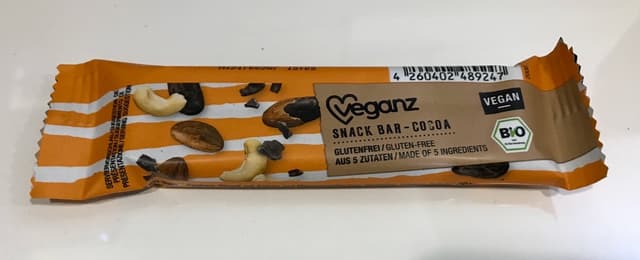 4 260402 489247
Veganz
VEGAN
SNACK BAR - COCOA
BIO
GLUTENFREI / GLUTEN-FREE
AUS 5 ZUTATEN / MADE OF 5 INGREDIENTS